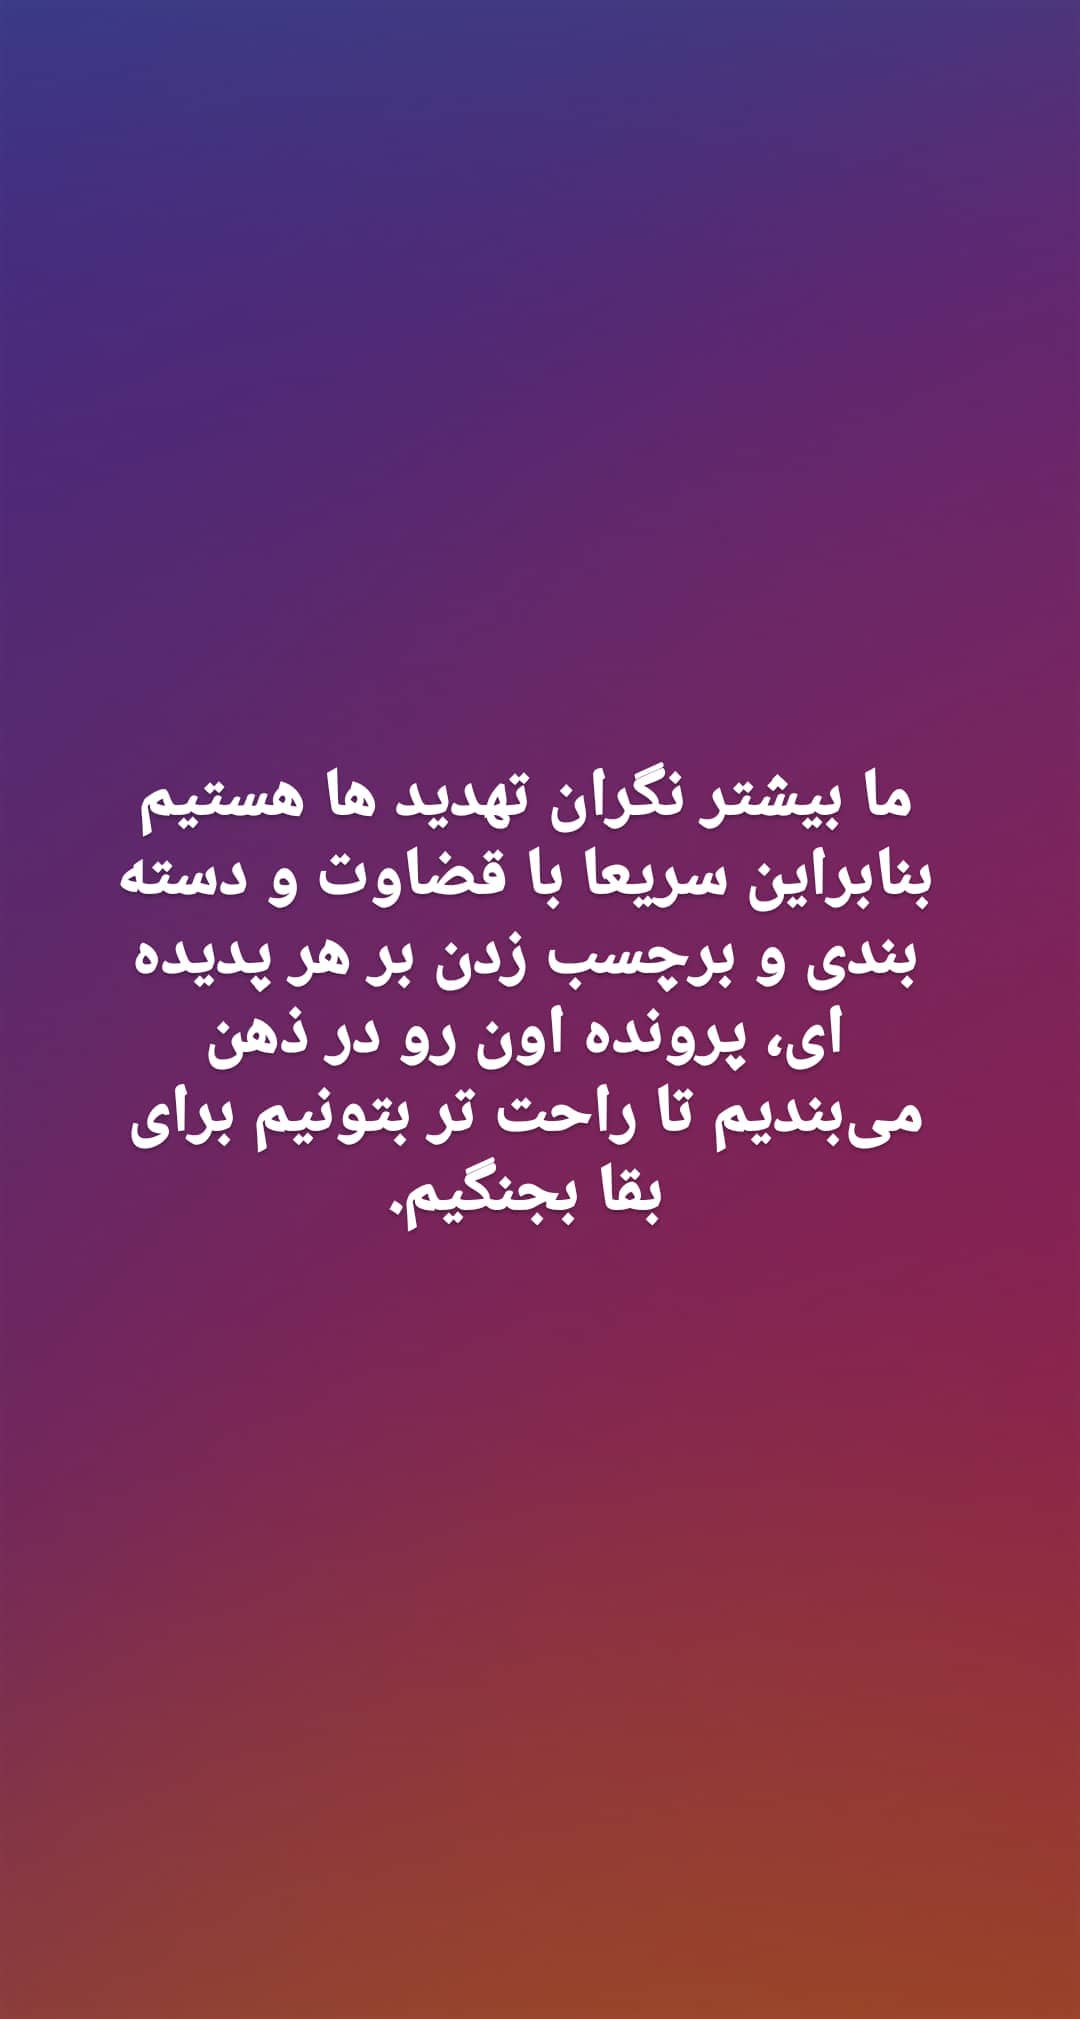 ما بیشتر نگران تهدید ها هستیم
بنابراین سریعا با قضاوت و دسته
بندی و برچسب زدن بر هر پدیده
ای، پرونده اون رو در ذهن
می‌بندیم تا راحت تر بتونیم برای
بقا بجنگیم.